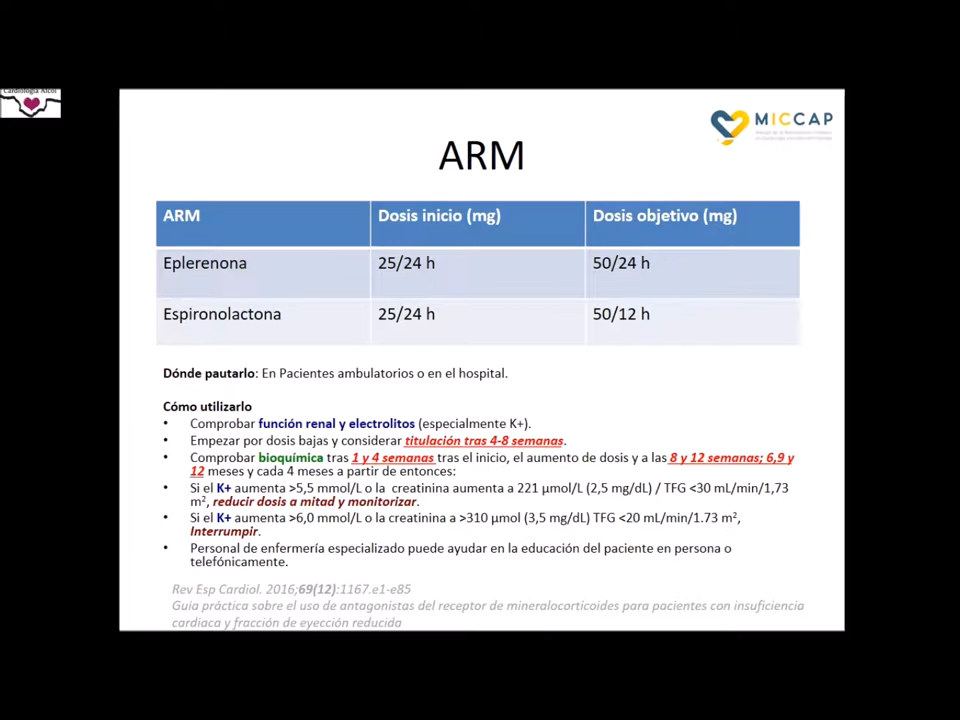 Cardiología Alcoi
MICCAP
ARM
ARM Dosis inicio (mg) Dosis objetivo (mg)
Eplerenona 25/24 h 50/24 h
Espironolactona 25/24 h 50/12 h
Dónde pautarlo: En Pacientes ambulatorios o en el hospital.
Cómo utilizarlo
• Comprobar función renal y electrolitos (especialmente K+).
• Empezar por dosis bajas y considerar titulación tras 4-8 semanas.
• Comprobar bioquímica tras 1 y 4 semanas tras el inicio, el aumento de dosis y a las 8 y 12 semanas; 6,9 y
12 meses y cada 4 meses a partir de entonces:
• Si el K+ aumenta >5,5 mmol/L o la creatinina aumenta a 221 µmol/L (2,5 mg/dL) / TFG <30 mL/min/1,73
m², reducir dosis a mitad y monitorizar.
• Si el K+ aumenta >6,0 mmol/L o la creatinina a >310 µmol (3,5 mg/dL) TFG <20 mL/min/1.73 m²,
Interrumpir.
• Personal de enfermería especializado puede ayudar en la educación del paciente en persona o
telefónicamente.
Rev Esp Cardiol. 2016;69(12):1167.e1-e85
Guia práctica sobre el uso de antagonistas del receptor de mineralocorticoides para pacientes con insuficiencia
cardiaca y fracción de eyección reducida